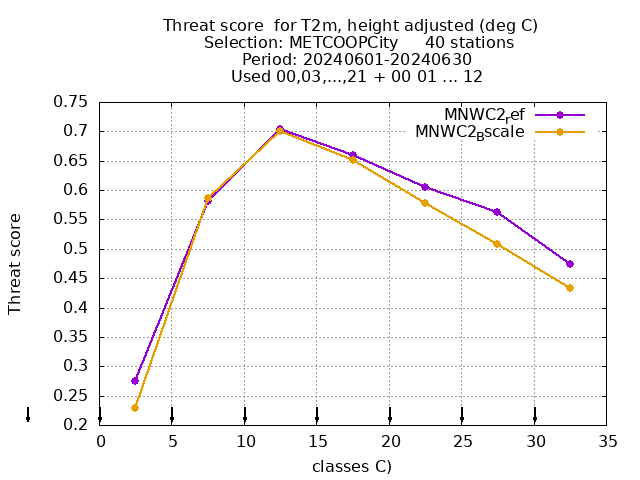 Threat score  for T2m, height adjusted (deg C)
Selection: METCOOPCity     40 stations
Period: 20240601-20240630
Used 00,03,...,21 + 00 01 ... 12
MNWC2ref
MNWC2Bscale
Threat score
0.75
0.7
0.65
0.6
0.55
0.5
0.45
0.4
0.35
0.3
0.25
0.2
0 5 10 15 20 25 30 35
classes C)